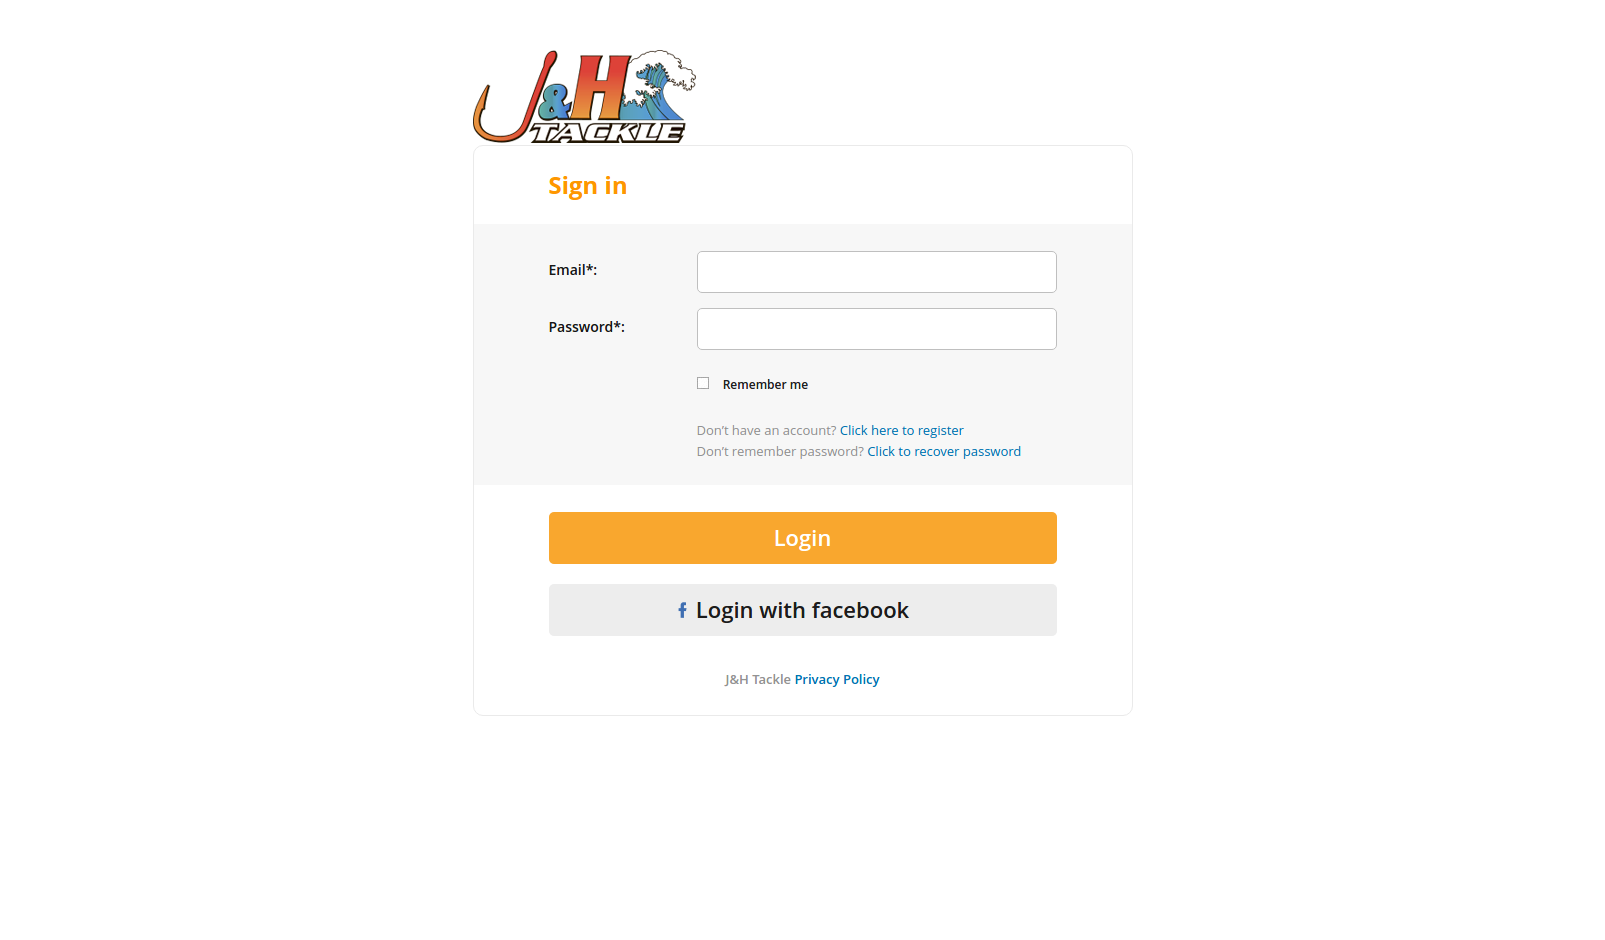 J&H
TACKLE
Sign in
Email*:
Password*:
Remember me
Don't have an account? Click here to register
Don't remember password? Click to recover password
Login
f Login with facebook
J&H Tackle Privacy Policy